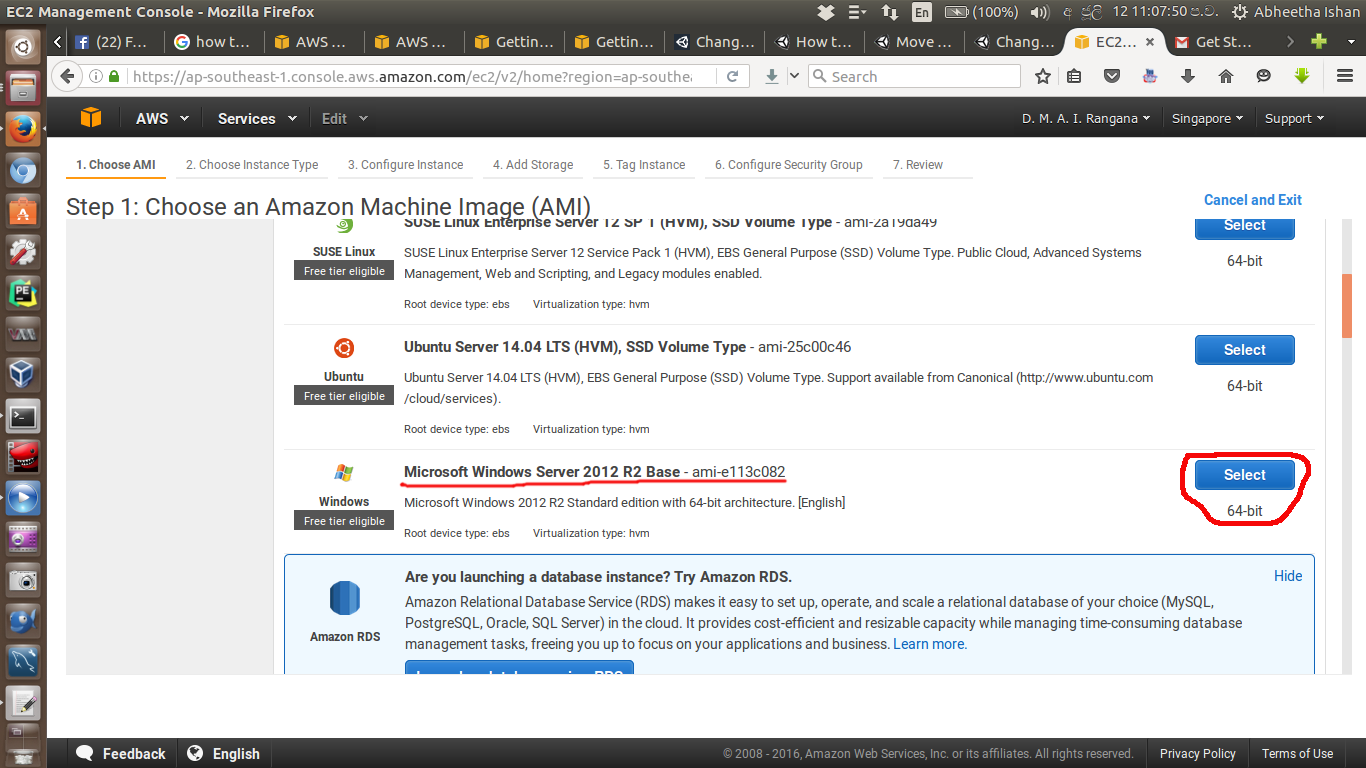 EC2 Management Console - Mozilla Firefox
En
(100%)
අ ජූලි 12 11:07:50 ප.ව.
Abheetha Ishan
(22) F...
how t...
AWS ...
AWS ...
Gettin...
Gettin...
Chang...
How t...
Move ...
Chang...
EC2...
Get St...
https://ap-southeast-1.console.aws.amazon.com/ec2/v2/home?region=ap-southea
Search
AWS
Services
Edit
D. M. A. I. Rangana
Singapore
Support
1. Choose AMI
2. Choose Instance Type
3. Configure Instance
4. Add Storage
5. Tag Instance
6. Configure Security Group
7. Review
Step 1: Choose an Amazon Machine Image (AMI)
Cancel and Exit
SUSE Linux Enterprise Server 12 SP 1 (HVM), SSD Volume Type - ami-2a19da49
Select
SUSE Linux
Free tier eligible
SUSE Linux Enterprise Server 12 Service Pack 1 (HVM), EBS General Purpose (SSD) Volume Type. Public Cloud, Advanced Systems
Management, Web and Scripting, and Legacy modules enabled.
64-bit
Root device type: ebs
Virtualization type: hvm
Ubuntu Server 14.04 LTS (HVM), SSD Volume Type - ami-25c00c46
Select
Ubuntu
Free tier eligible
Ubuntu Server 14.04 LTS (HVM), EBS General Purpose (SSD) Volume Type. Support available from Canonical (http://www.ubuntu.com
/cloud/services).
64-bit
Root device type: ebs
Virtualization type: hvm
Microsoft Windows Server 2012 R2 Base - ami-e113c082
Select
Windows
Free tier eligible
Microsoft Windows 2012 R2 Standard edition with 64-bit architecture. [English]
64-bit
Root device type: ebs
Virtualization type: hvm
Are you launching a database instance? Try Amazon RDS.
Hide
Amazon RDS
Amazon Relational Database Service (RDS) makes it easy to set up, operate, and scale a relational database of your choice (MySQL,
PostgreSQL, Oracle, SQL Server) in the cloud. It provides cost-efficient and resizable capacity while managing time-consuming database
management tasks, freeing you up to focus on your applications and business. Learn more.
Feedback
English
© 2008 - 2016, Amazon Web Services, Inc. or its affiliates. All rights reserved.
Privacy Policy
Terms of Use